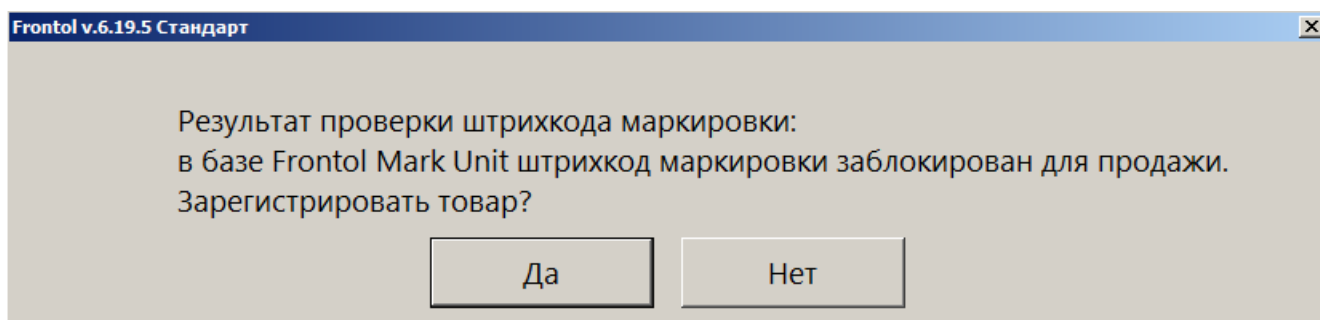 Frontol v.6.19.5 Стандарт
Результат проверки штрихкода маркировки:
в базе Frontol Mark Unit штрихкод маркировки заблокирован для продажи.
Зарегистрировать товар?
Да
Нет